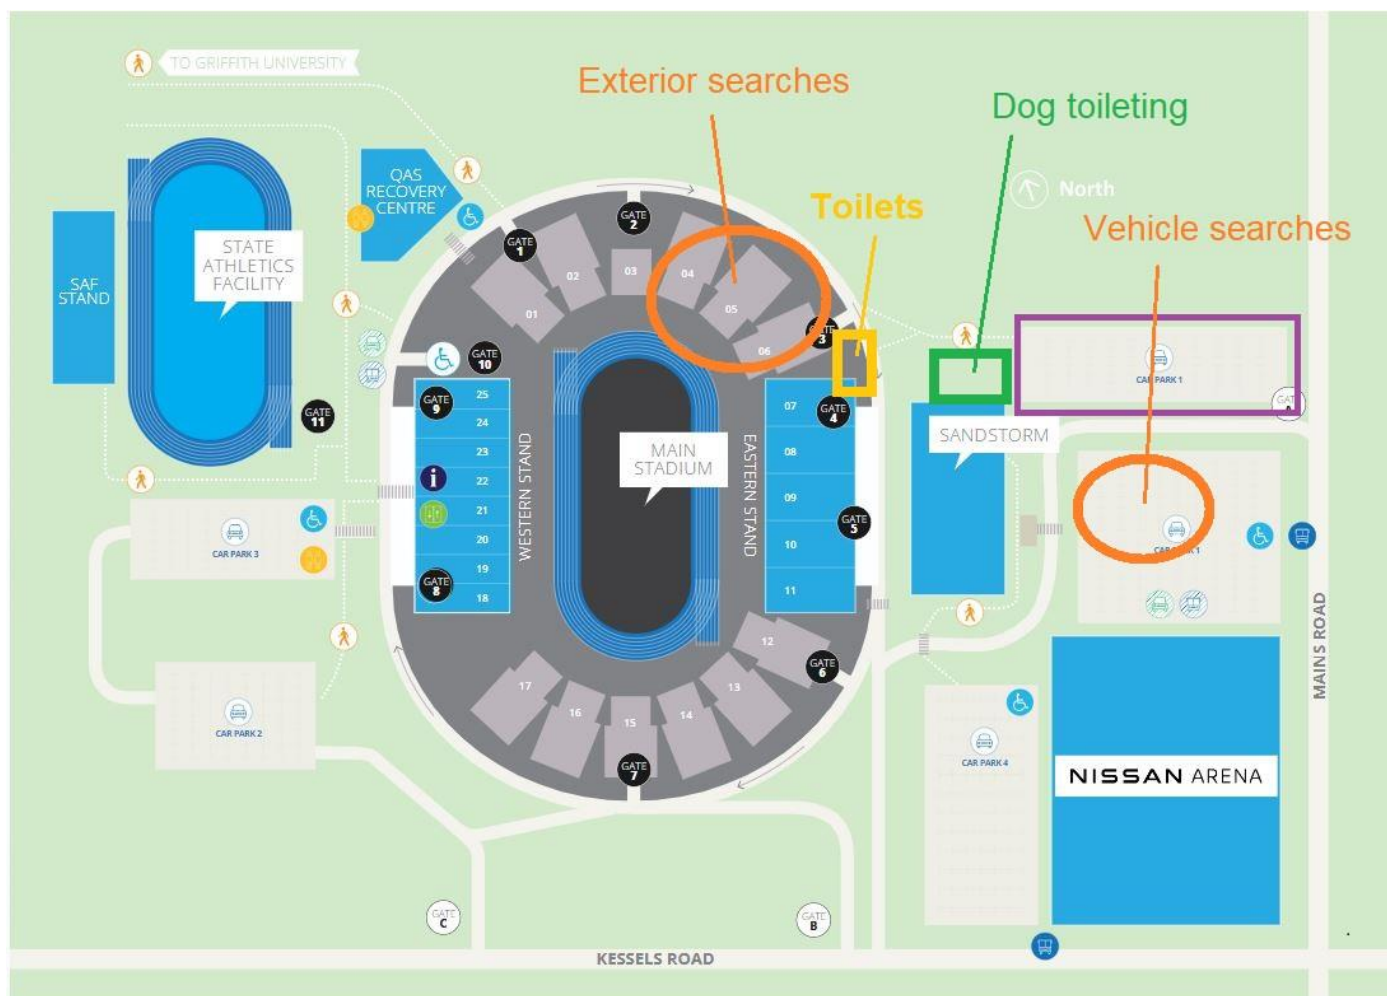 TO GRIFFITH UNIVERSITY
Exterior searches
Dog toileting
Toilets
North
Vehicle searches
QAS
RECOVERY
CENTRE
STATE
ATHLETICS
FACILITY
SAF
STAND
GATE
1
GATE
2
GATE
3
01
02
03
04
05
06
GATE
10
GATE
9
GATE
11
25
24
23
22
21
20
19
18
i
GATE
8
WESTERN STAND
MAIN
STADIUM
EASTERN STAND
07
08
09
10
11
GATE
4
GATE
5
SANDSTORM
CAR PARK 1
GATE
CAR PARK 1
CAR PARK 3
CAR PARK 2
17
16
15
14
13
12
GATE
6
GATE
7
CAR PARK 4
NISSAN ARENA
MAINS ROAD
GATE
C
GATE
B
KESSELS ROAD